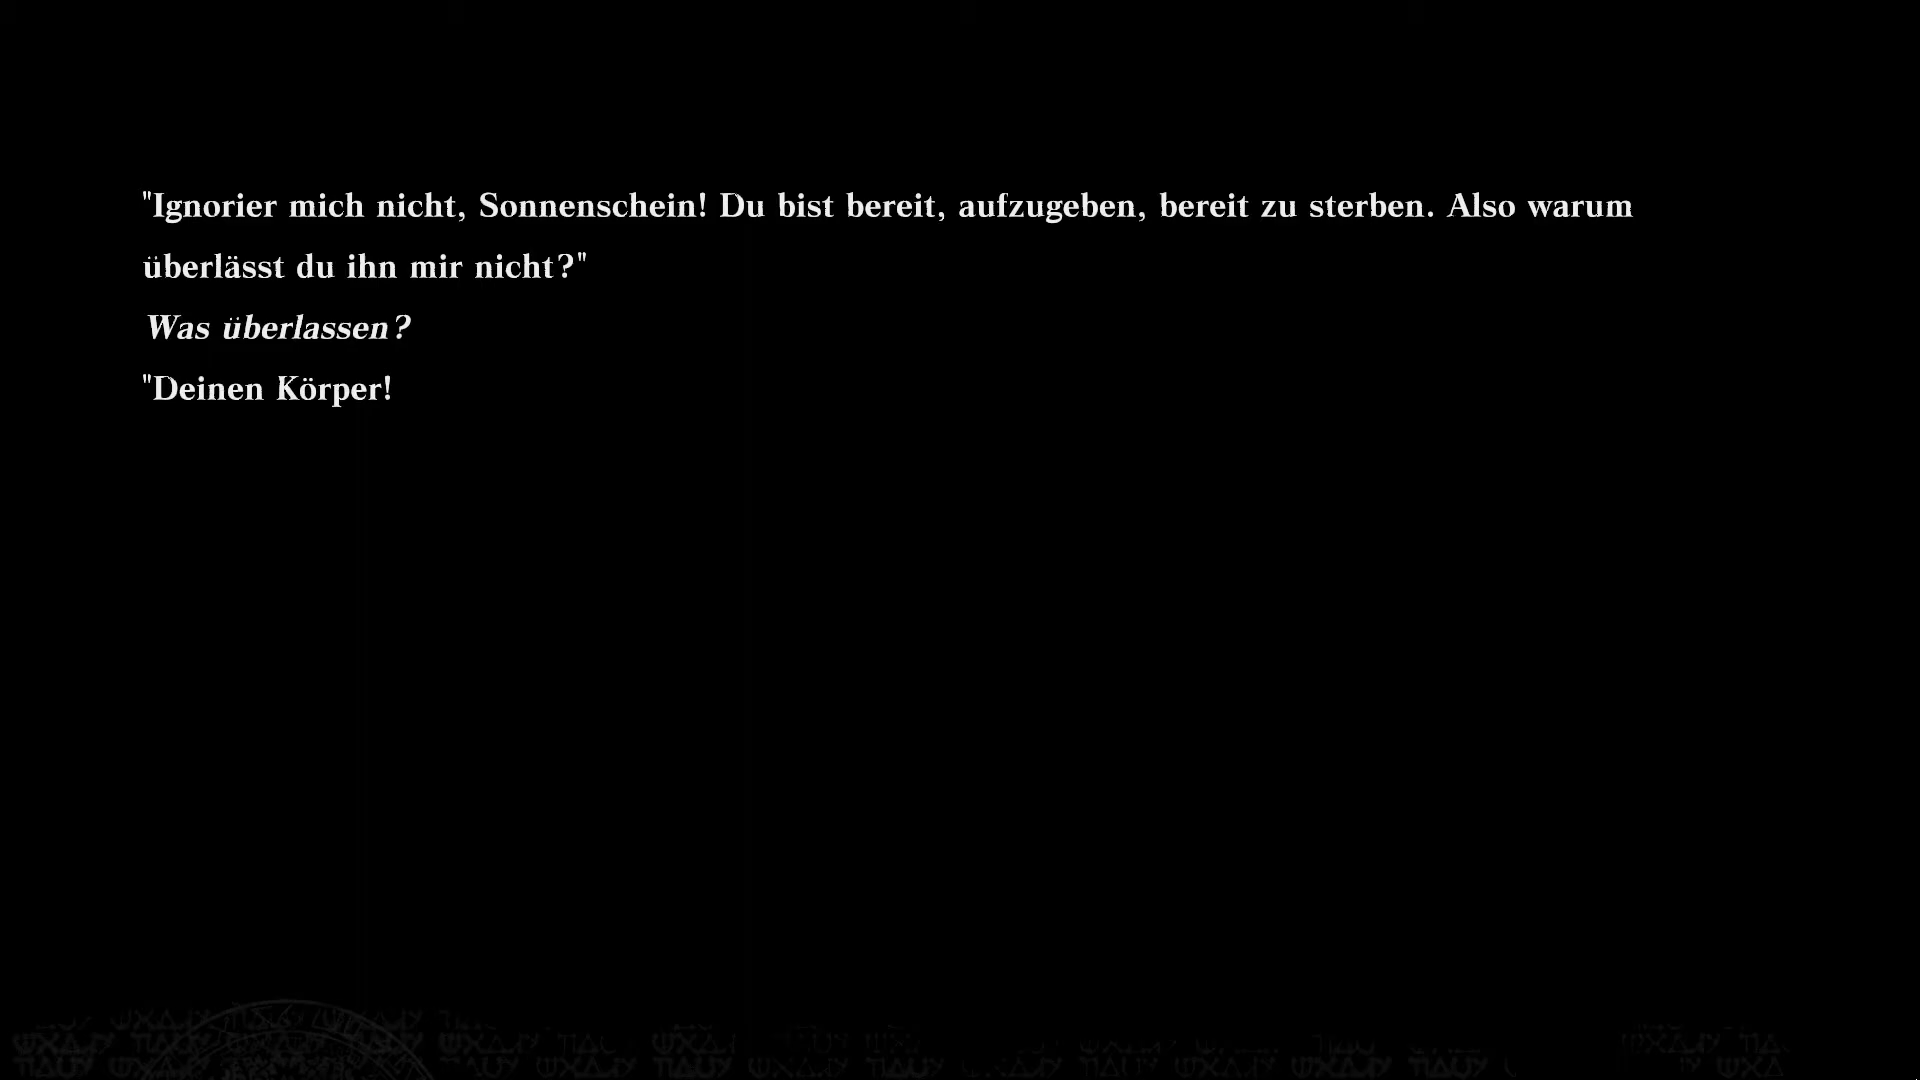 "Ignorier mich nicht, Sonnenschein! Du bist bereit, aufzugeben, bereit zu sterben. Also warum
überlässt du ihn mir nicht?"
Was überlassen?
"Deinen Körper!